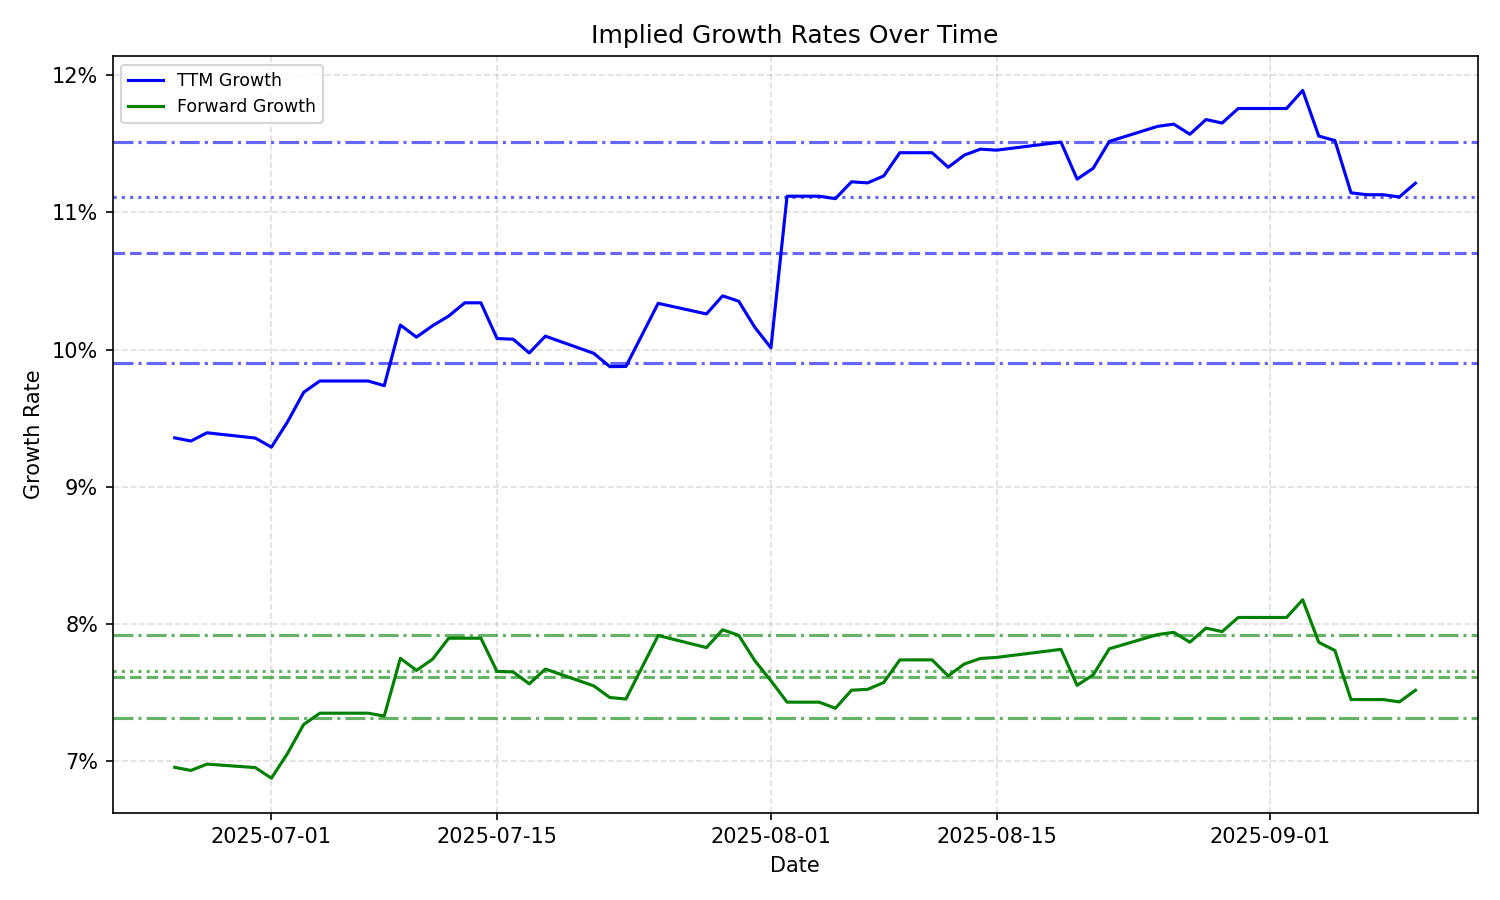 Implied Growth Rates Over Time
TTM Growth
Forward Growth
12%
11%
10%
9%
8%
7%
Growth Rate
2025-07-01
2025-07-15
2025-08-01
2025-08-15
2025-09-01
Date